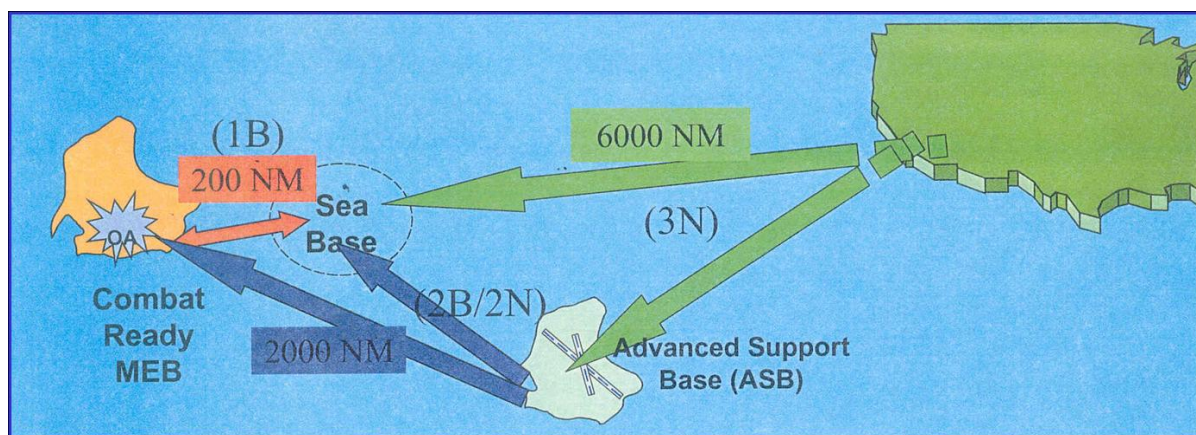 (1B)
6000 NM
200 NM
Sea
Base
(3N)
OA
Combat
Ready
MEB
(2B/2N)
2000 NM
Advanced Support
Base (ASB)